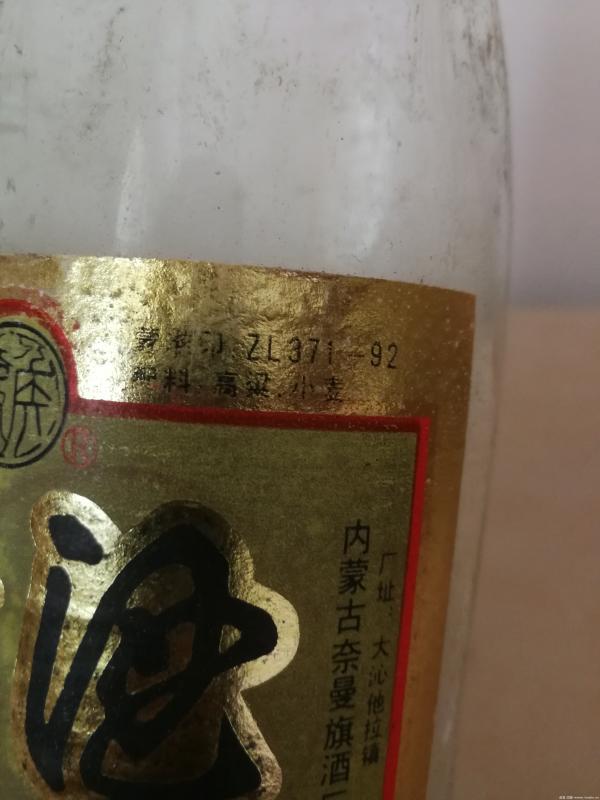 ZL371—92
料:高粱、小麦
®
酒
内蒙古奈曼旗酒
厂址:大沁他拉镇